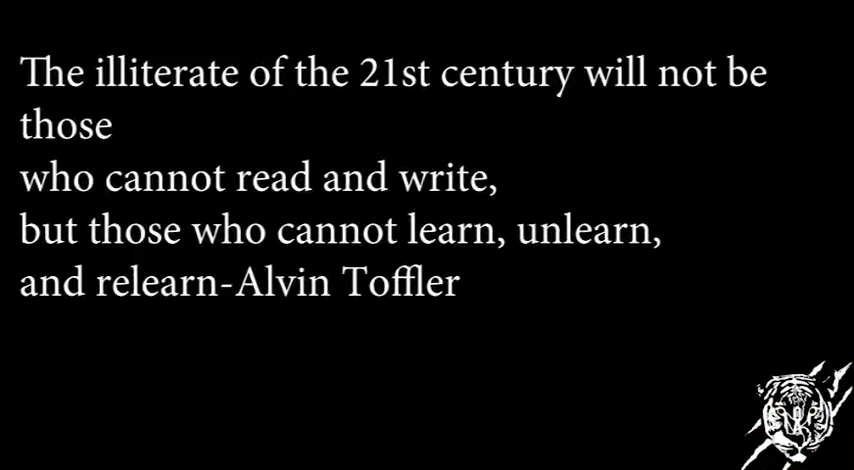 The illiterate of the 21st century will not be
those
who cannot read and write,
but those who cannot learn, unlearn,
and relearn-Alvin Toffler